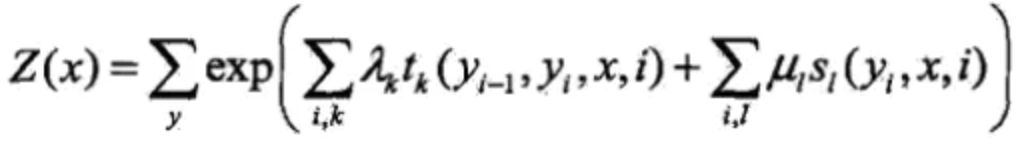 Z(x) = ∑_y exp( ∑_{i,k} λ_k t_k (y_{i−1}, y_i, x, i) + ∑_{i,l} μ_l s_l (y_i, x, i) )